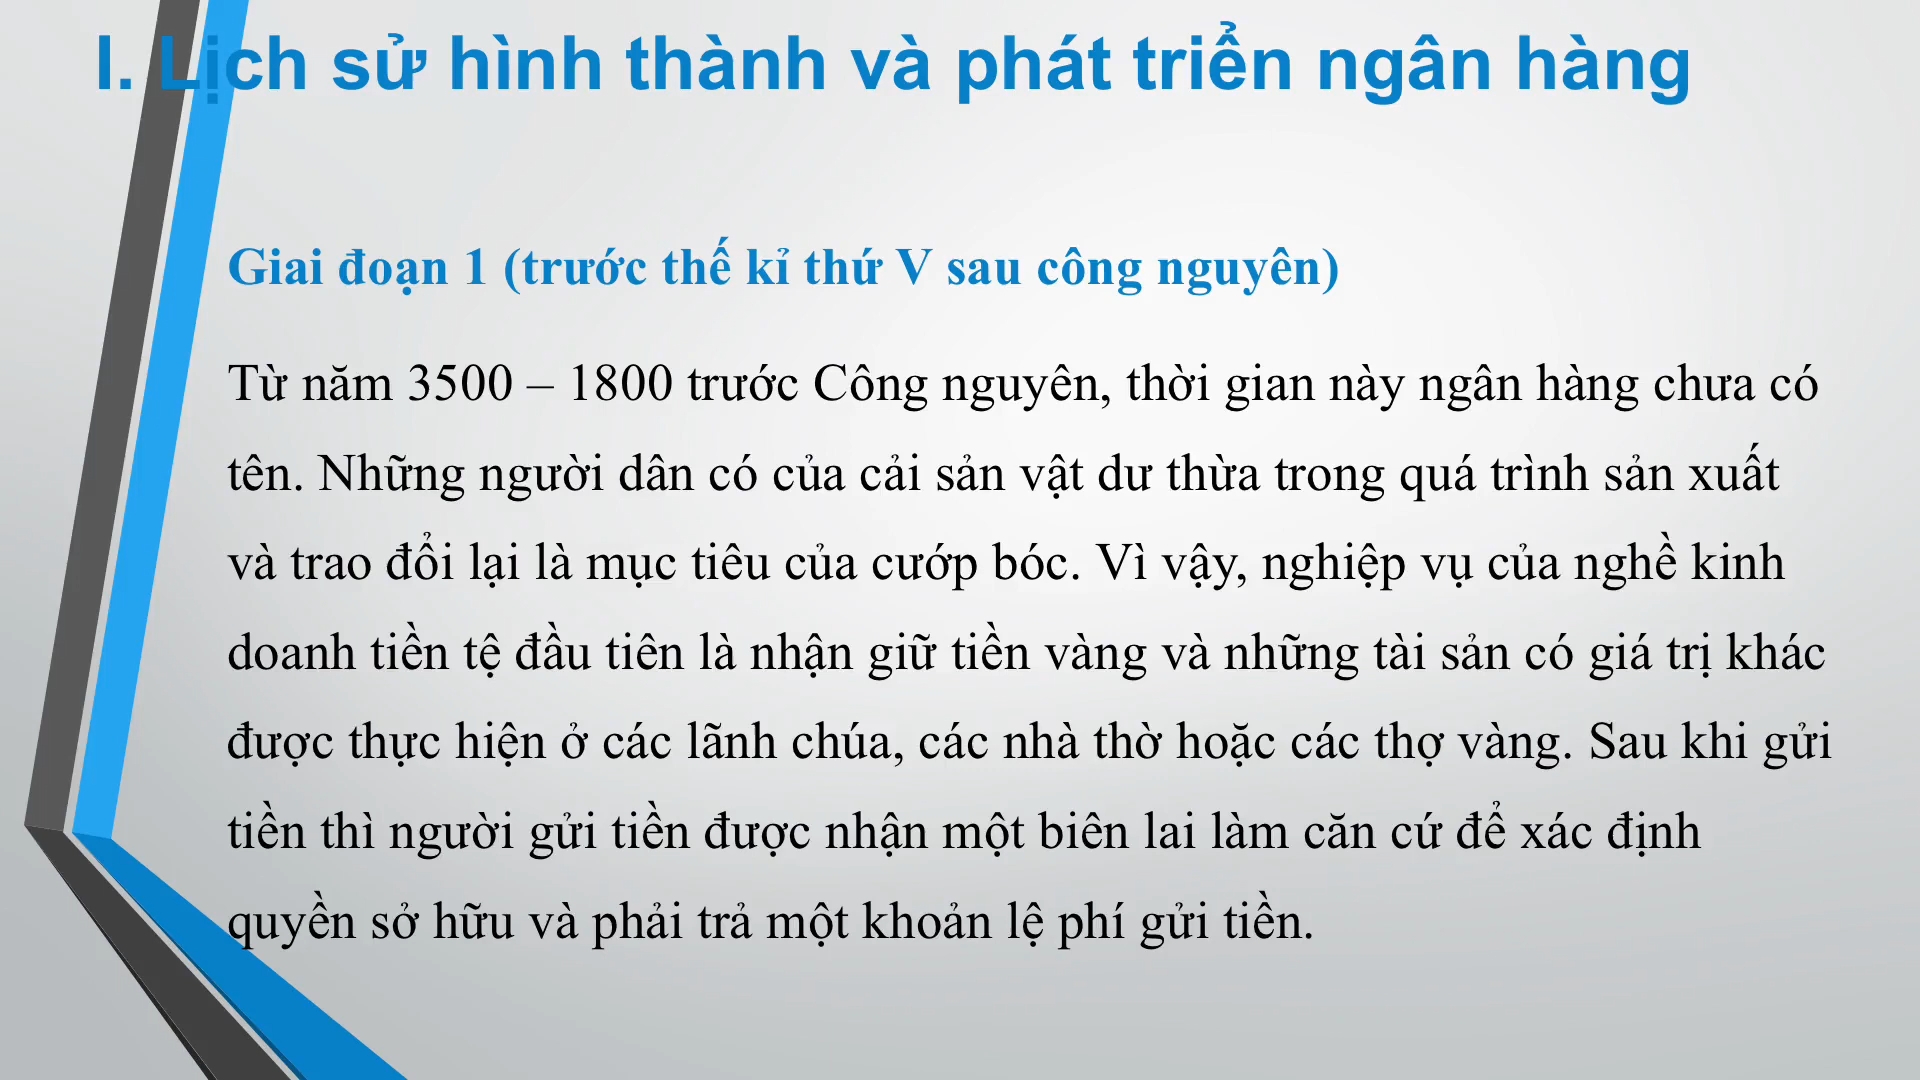 I. Lịch sử hình thành và phát triển ngân hàng
Giai đoạn 1 (trước thế kỉ thứ V sau công nguyên)
Từ năm 3500 – 1800 trước Công nguyên, thời gian này ngân hàng chưa có
tên. Những người dân có của cải sản vật dư thừa trong quá trình sản xuất
và trao đổi lại là mục tiêu của cướp bóc. Vì vậy, nghiệp vụ của nghề kinh
doanh tiền tệ đầu tiên là nhận giữ tiền vàng và những tài sản có giá trị khác
được thực hiện ở các lãnh chúa, các nhà thờ hoặc các thợ vàng. Sau khi gửi
tiền thì người gửi tiền được nhận một biên lai làm căn cứ để xác định
quyền sở hữu và phải trả một khoản lệ phí gửi tiền.